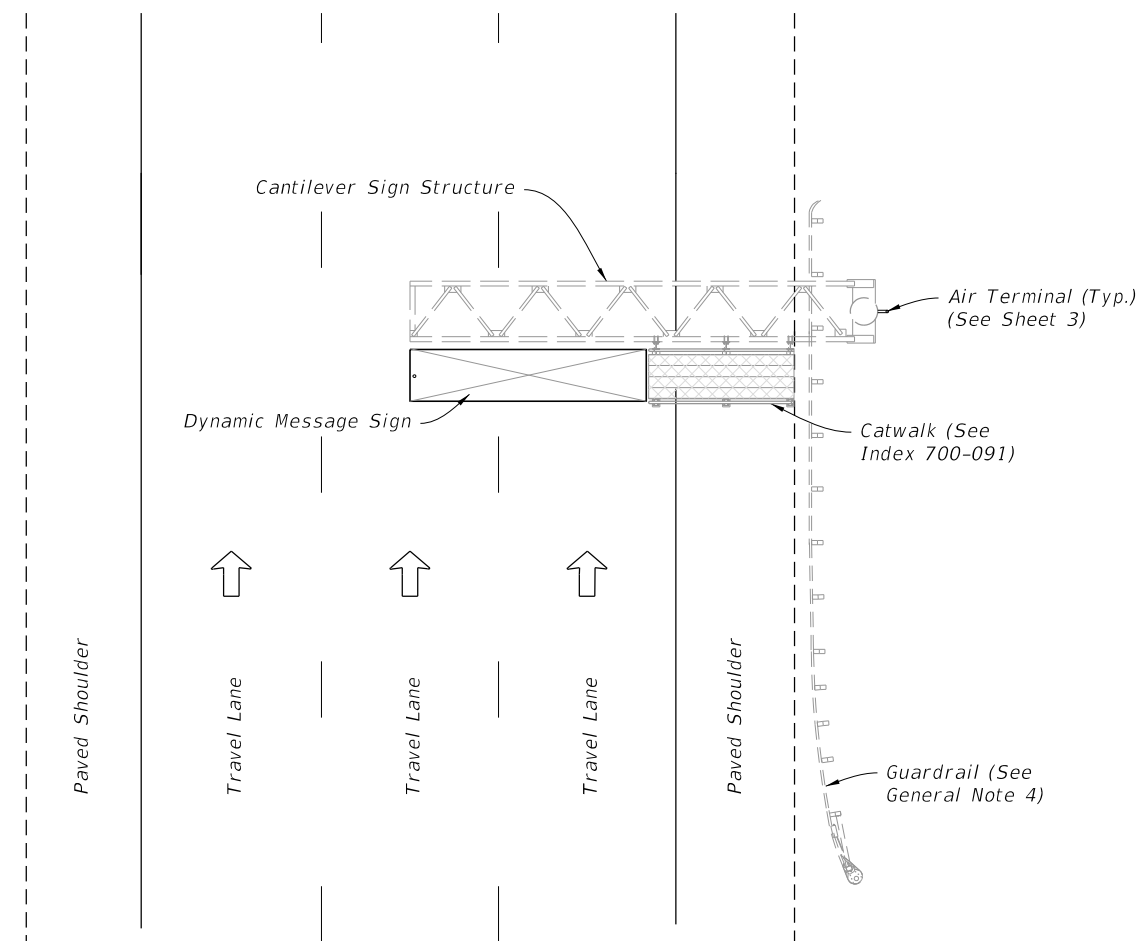 Cantilever Sign Structure
Air Terminal (Typ.)
(See Sheet 3)
Dynamic Message Sign
Catwalk (See
Index 700-091)
Paved Shoulder
Travel Lane
Travel Lane
Travel Lane
Paved Shoulder
Guardrail (See
General Note 4)